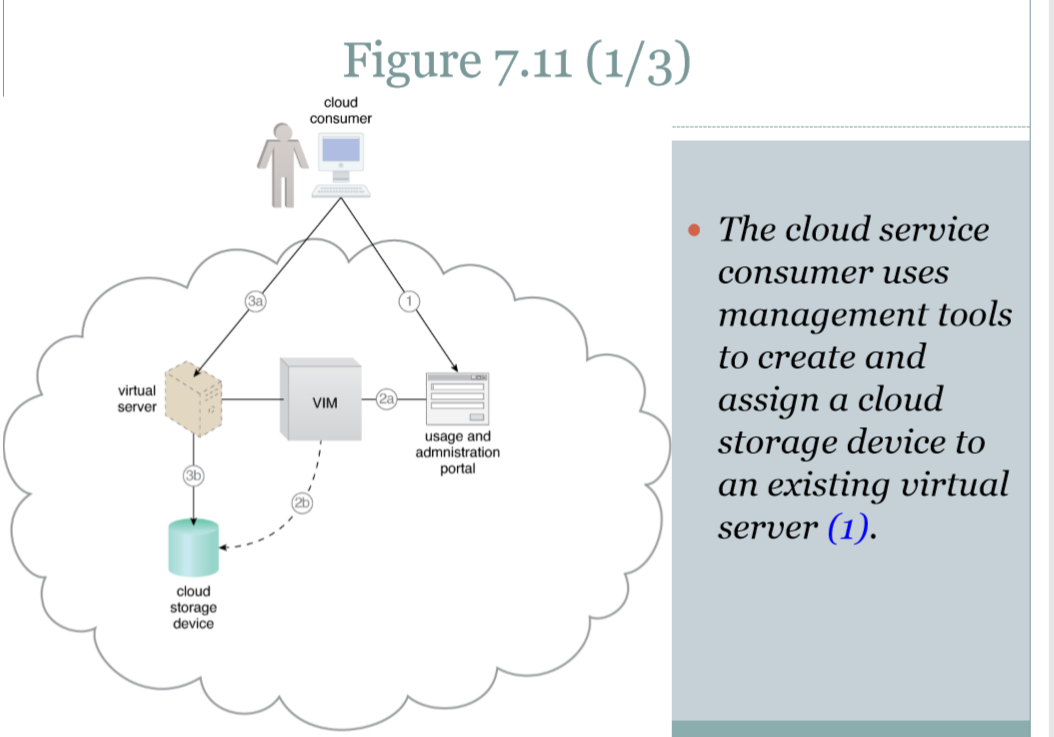 Figure 7.11 (1/3)
cloud
consumer
3a
1
virtual
server
VIM
2a
usage and
admnistration
portal
3b
2b
cloud
storage
device
• The cloud service
consumer uses
management tools
to create and
assign a cloud
storage device to
an existing virtual
server (1).